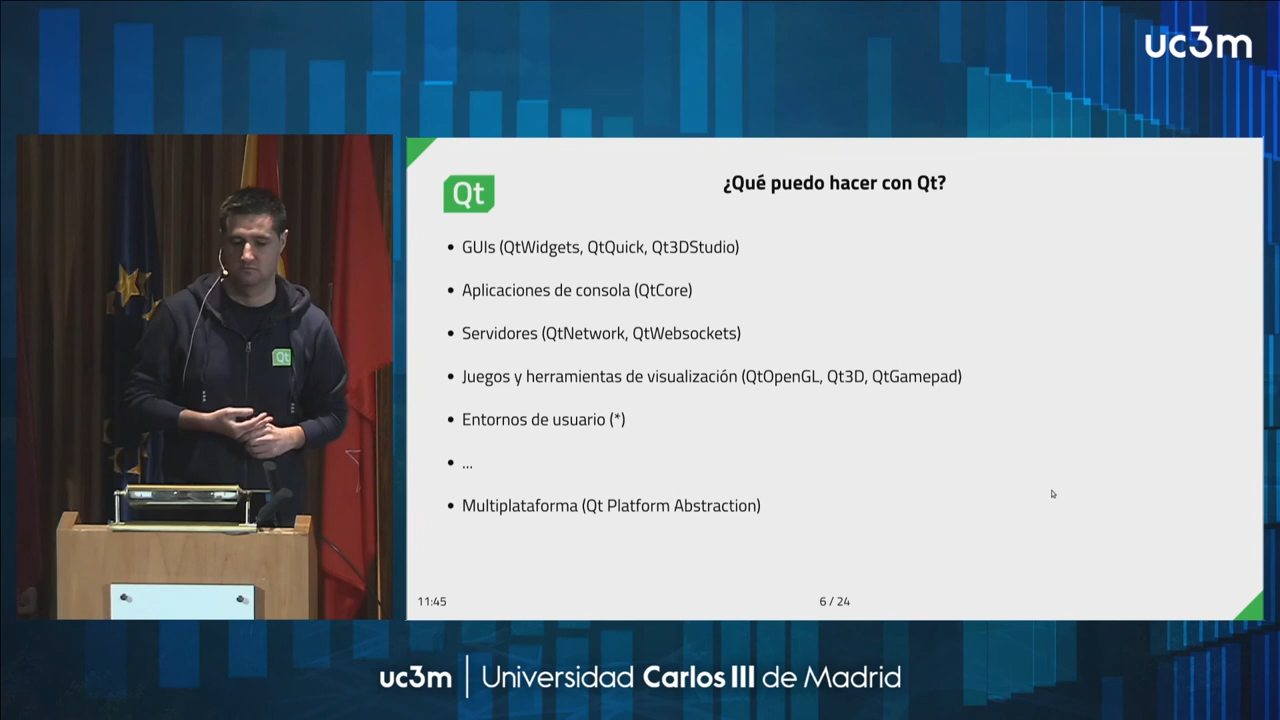 uc3m
Qt
¿Qué puedo hacer con Qt?
• GUIs (QtWidgets, QtQuick, Qt3DStudio)
• Aplicaciones de consola (QtCore)
• Servidores (QtNetwork, QtWebsockets)
• Juegos y herramientas de visualización (QtOpenGL, Qt3D, QtGamepad)
• Entornos de usuario (*)
• ...
• Multiplataforma (Qt Platform Abstraction)
Qt
11:45
6 / 24
uc3m | Universidad Carlos III de Madrid